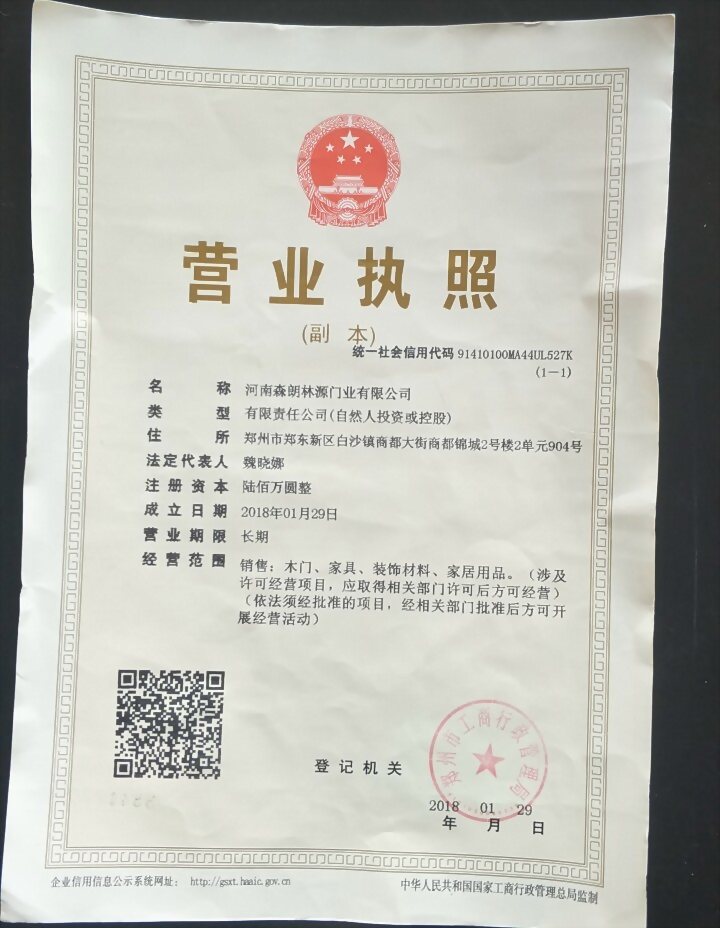 营业执照
(副 本)
统一社会信用代码 91410100MA44UL527K
(1-1)
名 称 河南森朗林源门业有限公司
类 型 有限责任公司(自然人投资或控股)
住 所 郑州市郑东新区白沙镇商都大街商都锦城2号楼2单元904号
法定代表人 魏晓娜
注册资本 陆佰万圆整
成立日期 2018年01月29日
营业期限 长期
经营范围 销售：木门、家具、装饰材料、家居用品。（涉及
许可经营项目，应取得相关部门许可后方可经营）
（依法须经批准的项目，经相关部门批准后方可开
展经营活动）
郑州市工商行政管理局
登记机关
2018 01 29
年 月 日
企业信用信息公示系统网址： http://gsxt.haaic.gov.cn
中华人民共和国国家工商行政管理总局监制